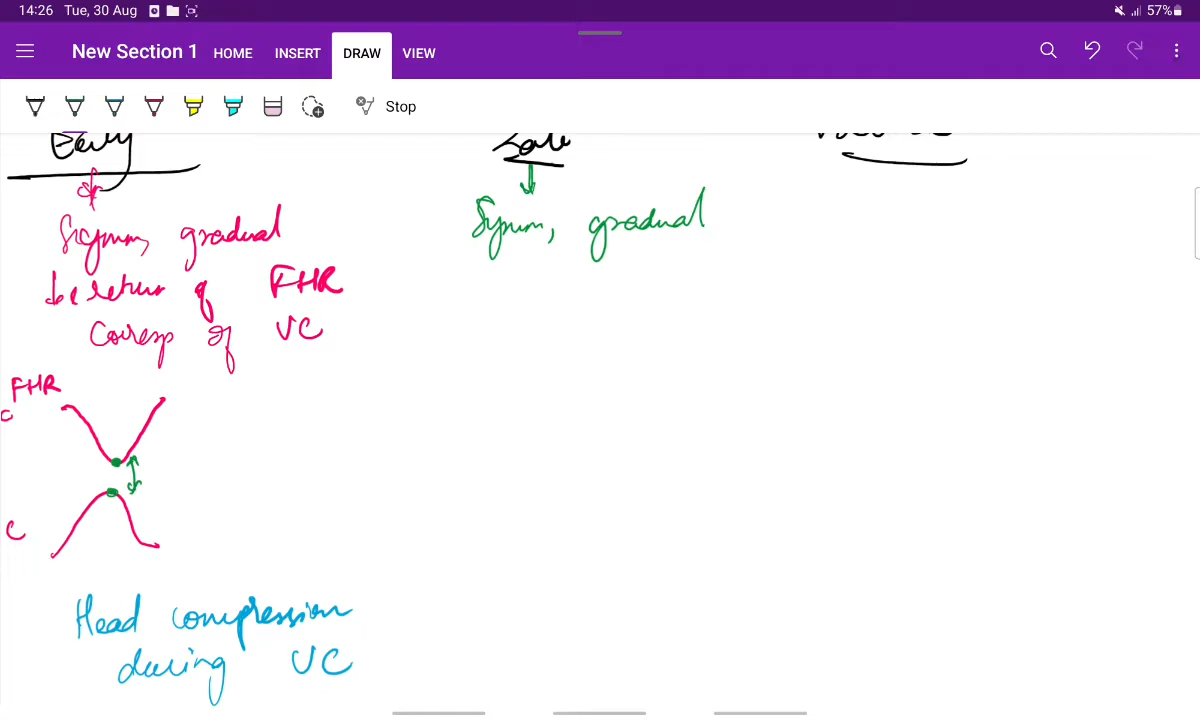 14:26 Tue, 30 Aug 57%
New Section 1 HOME INSERT DRAW VIEW
Stop
Early
Late
Symm, gradual
Symm, gradual
& return of FHR
Corresp of UC
FHR
C
Head compression
during UC